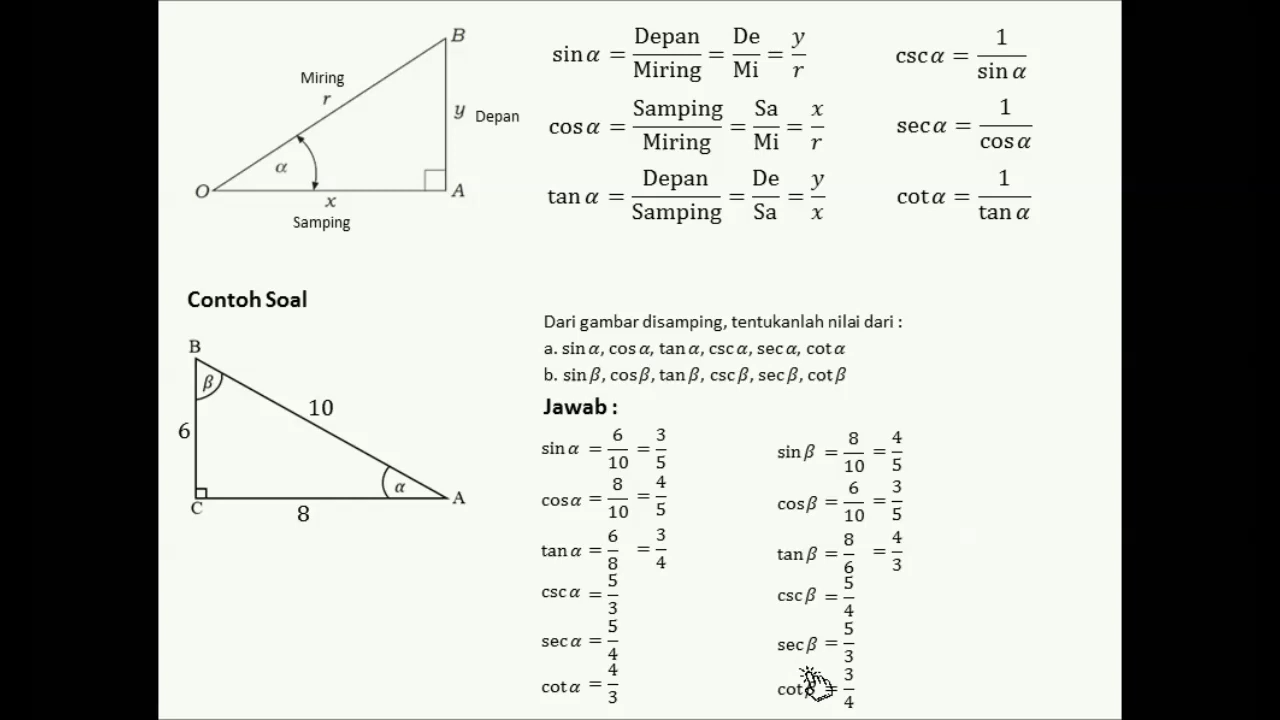 B
Miring
r
y Depan
α
O x A
Samping
sin α = Depan/Miring = De/Mi = y/r
csc α = 1/sin α
cos α = Samping/Miring = Sa/Mi = x/r
sec α = 1/cos α
tan α = Depan/Samping = De/Sa = y/x
cot α = 1/tan α
Contoh Soal
B
β
10
6
α
A
C
8
Dari gambar disamping, tentukanlah nilai dari :
a. sin α, cos α, tan α, csc α, sec α, cot α
b. sin β, cos β, tan β, csc β, sec β, cot β
Jawab :
sin α = 6/10 = 3/5
cos α = 8/10 = 4/5
tan α = 6/8 = 3/4
csc α = 5/3
sec α = 5/4
cot α = 4/3
sin β = 8/10 = 4/5
cos β = 6/10 = 3/5
tan β = 8/6 = 4/3
csc β = 5/4
sec β = 5/3
cot β = 3/4